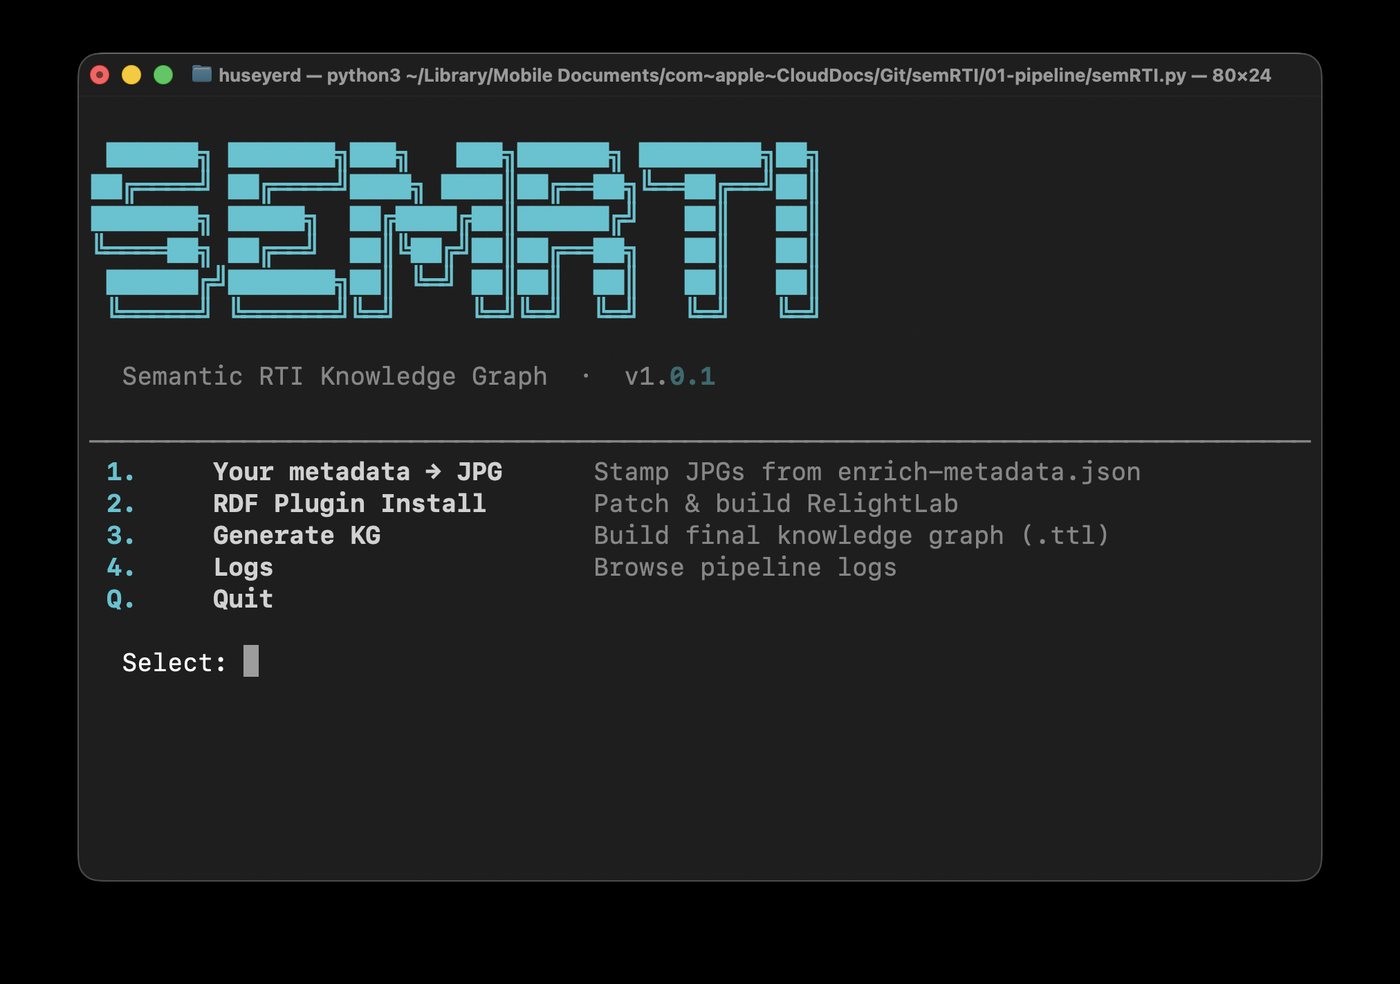 huseyerd — python3 ~/Library/Mobile Documents/com~apple~CloudDocs/Git/semRTI/01-pipeline/semRTI.py — 80×24
SEMRTI
Semantic RTI Knowledge Graph · v1.0.1
1. Your metadata → JPG Stamp JPGs from enrich-metadata.json
2. RDF Plugin Install Patch & build RelightLab
3. Generate KG Build final knowledge graph (.ttl)
4. Logs Browse pipeline logs
Q. Quit
Select: